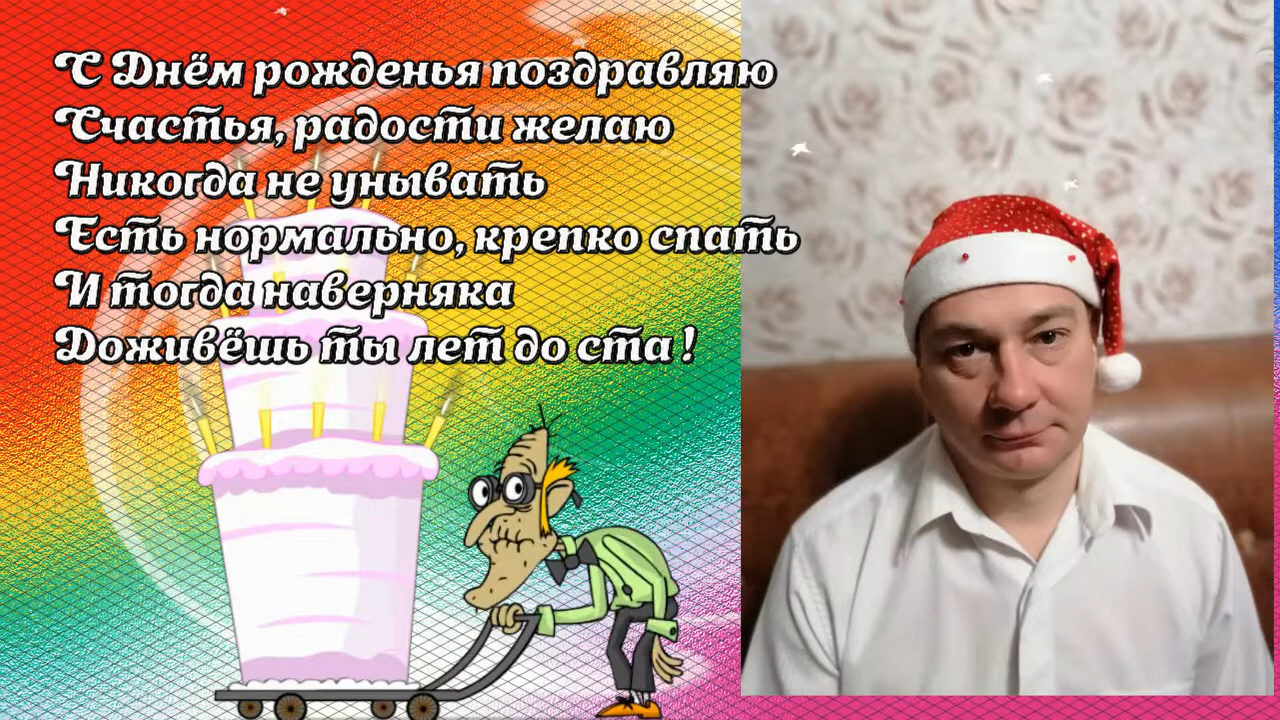 С Днём рожденья поздравляю
Счастья, радости желаю
Никогда не унывать
Есть нормально, крепко спать
И тогда наверняка
Доживёшь ты лет до ста !